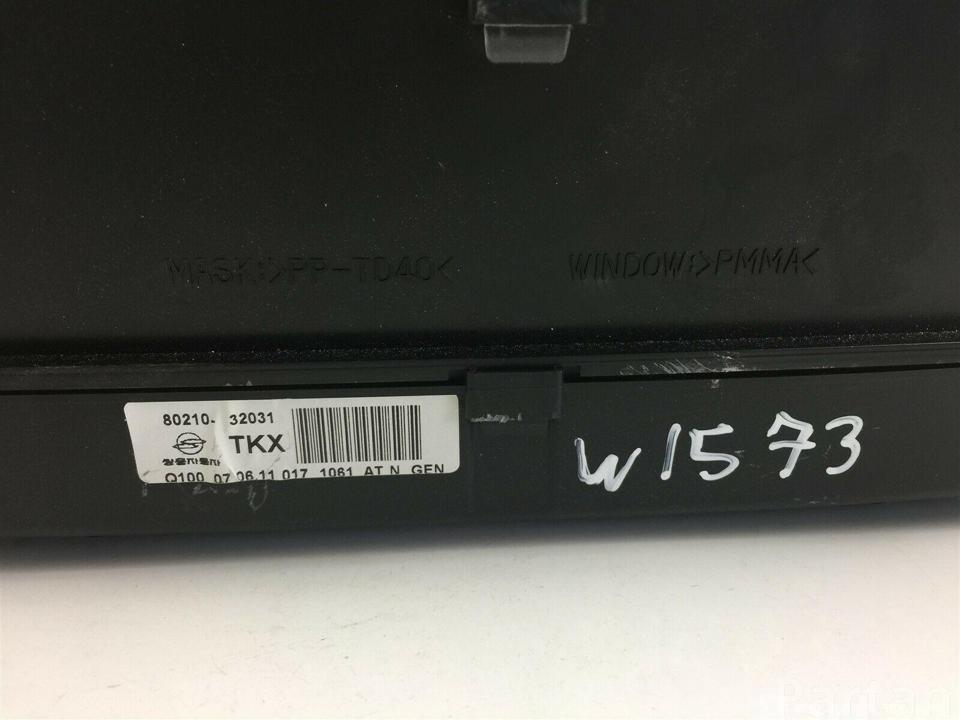 MASK:>PP-TD40< WINDOW:>PMMA<
80210- 32031
TKX
쌍용자동차
Q100 07.06.11 017 1061 AT N GEN
W1573
Partan